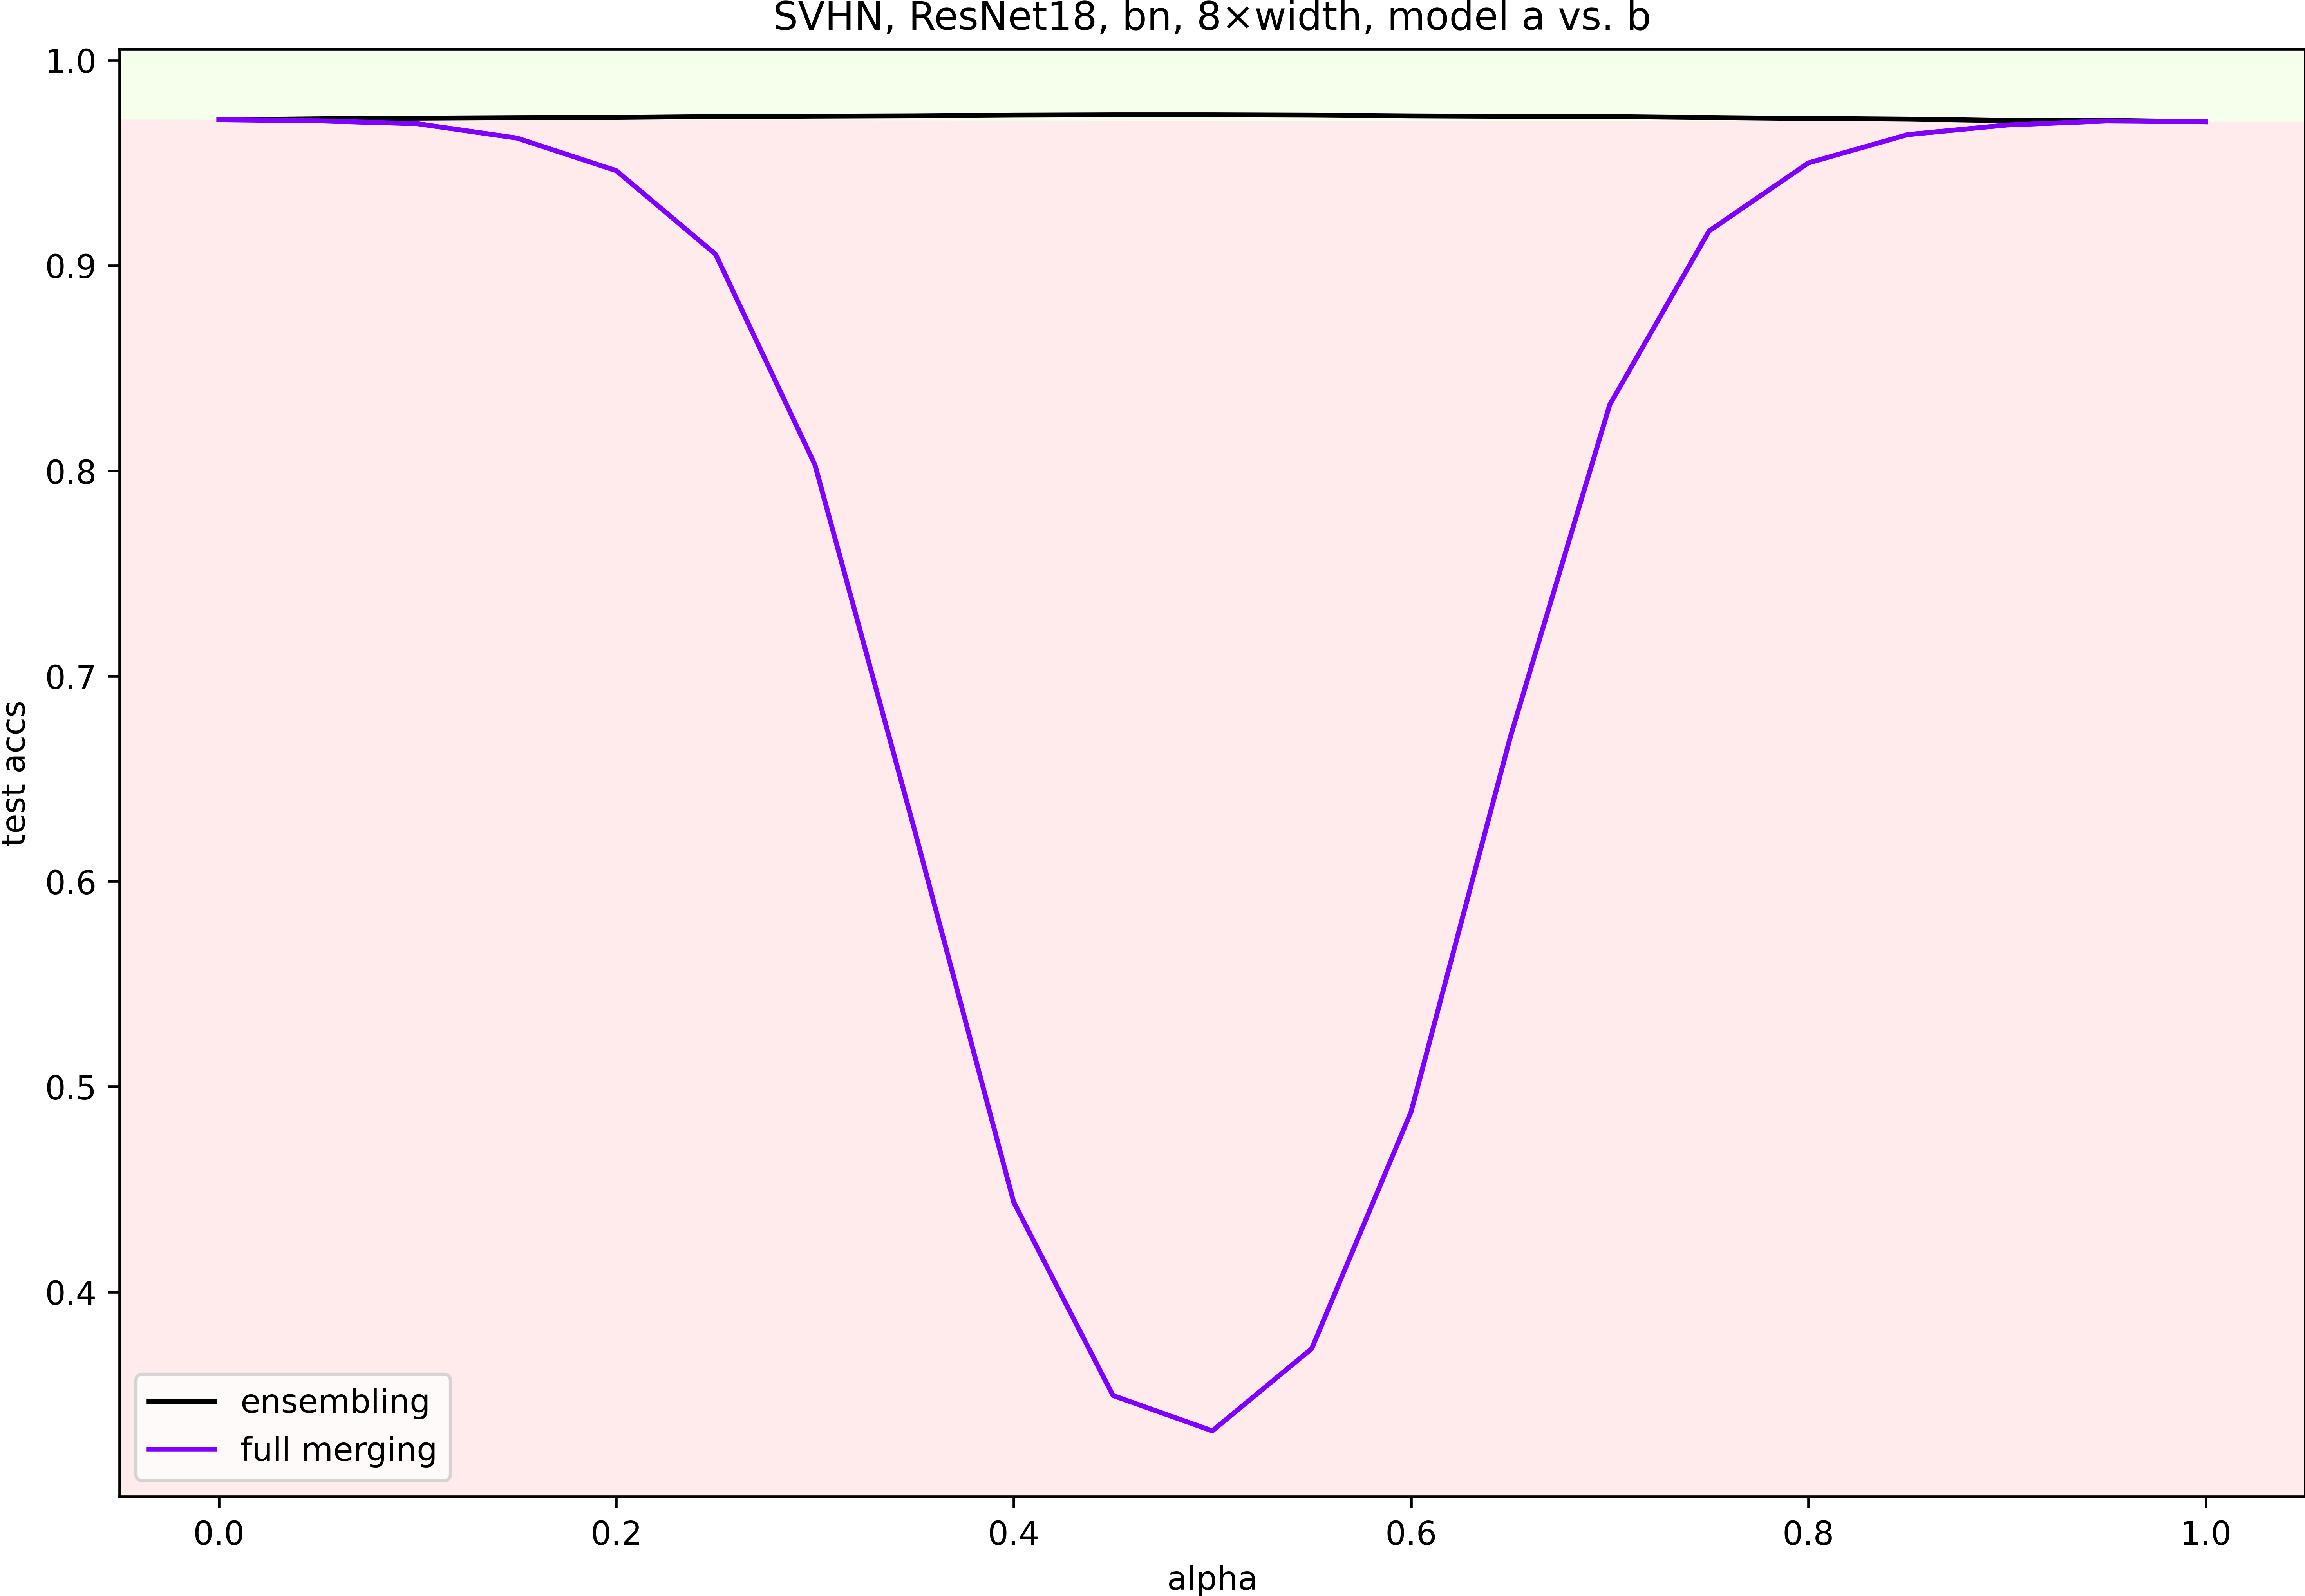 SVHN, ResNet18, bn, 8×width, model a vs. b
1.0
0.9
0.8
0.7
0.6
0.5
0.4
test accs
ensembling
full merging
0.0 0.2 0.4 0.6 0.8 1.0
alpha